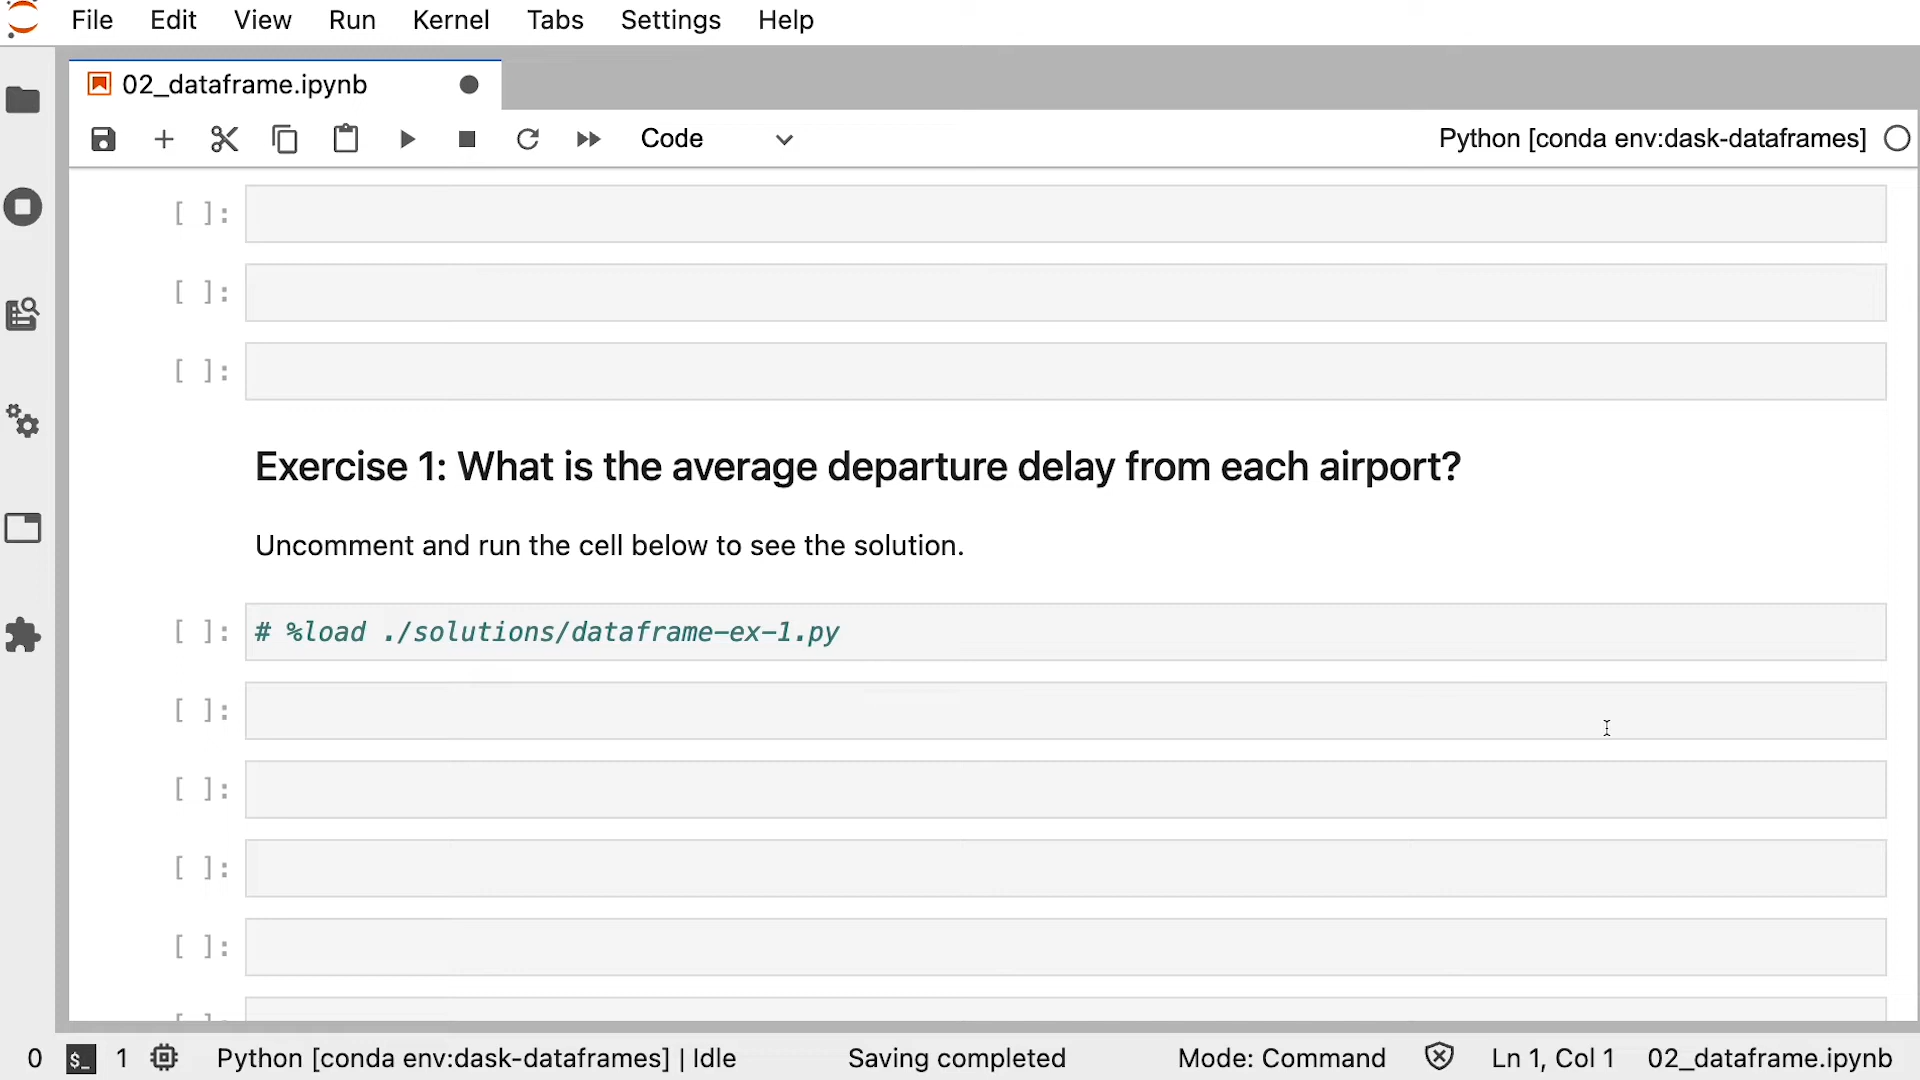 File Edit View Run Kernel Tabs Settings Help
02_dataframe.ipynb
Code Python [conda env:dask-dataframes]
[ ]:
[ ]:
[ ]:
Exercise 1: What is the average departure delay from each airport?
Uncomment and run the cell below to see the solution.
[ ]: # %load ./solutions/dataframe-ex-1.py
[ ]:
[ ]:
[ ]:
[ ]:
[ ]:
0 $_ 1 Python [conda env:dask-dataframes] | Idle Saving completed Mode: Command Ln 1, Col 1 02_dataframe.ipynb